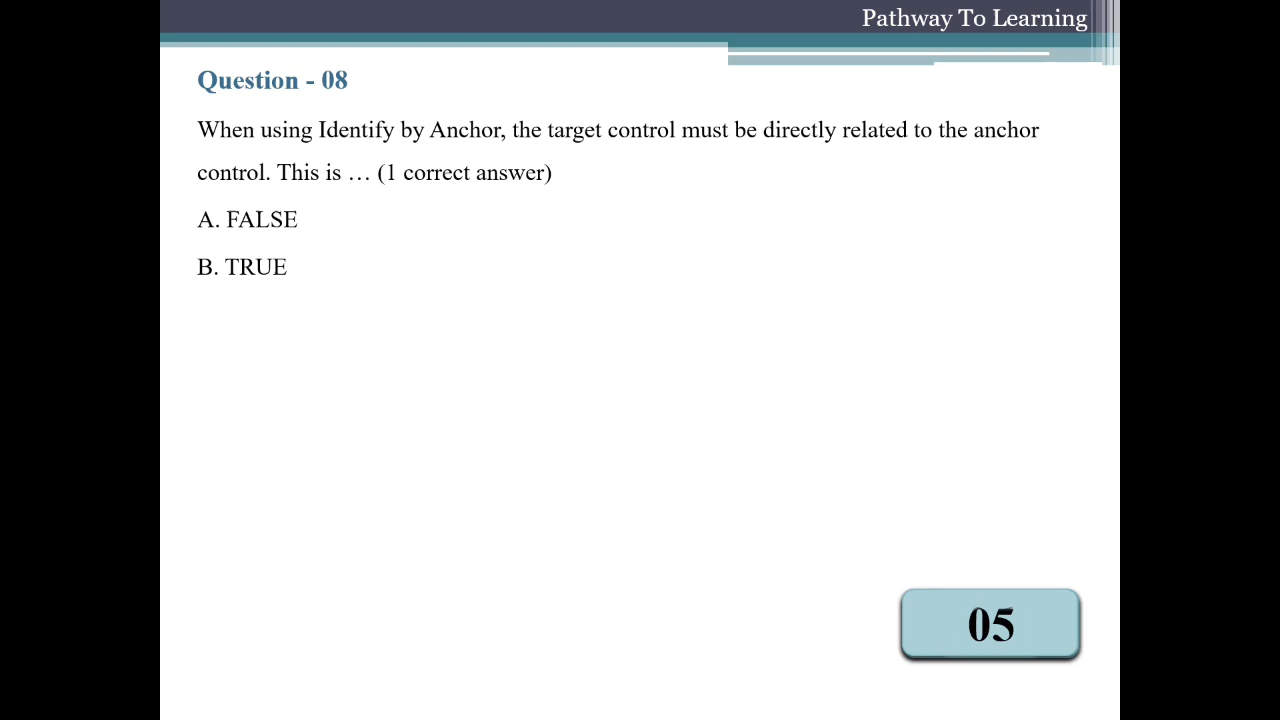 Pathway To Learning
Question - 08
When using Identify by Anchor, the target control must be directly related to the anchor
control. This is … (1 correct answer)
A. FALSE
B. TRUE
05